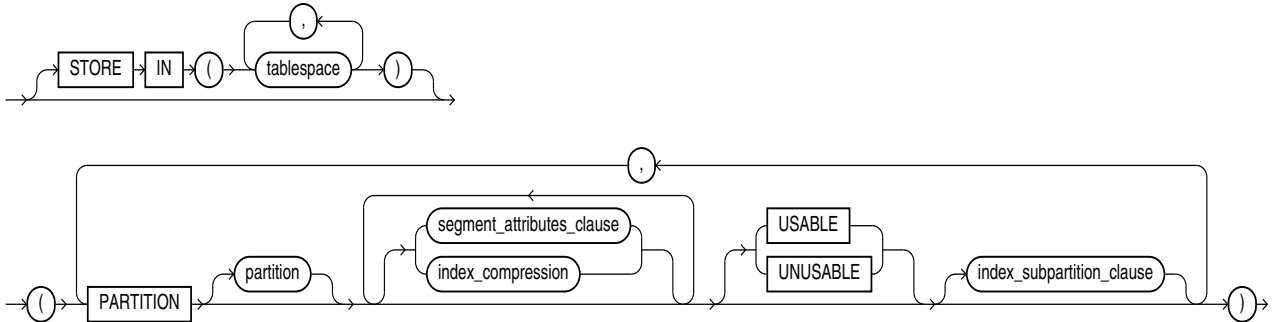 ,
STORE IN ( tablespace )
,
segment_attributes_clause USABLE
partition index_compression UNUSABLE index_subpartition_clause
( PARTITION )